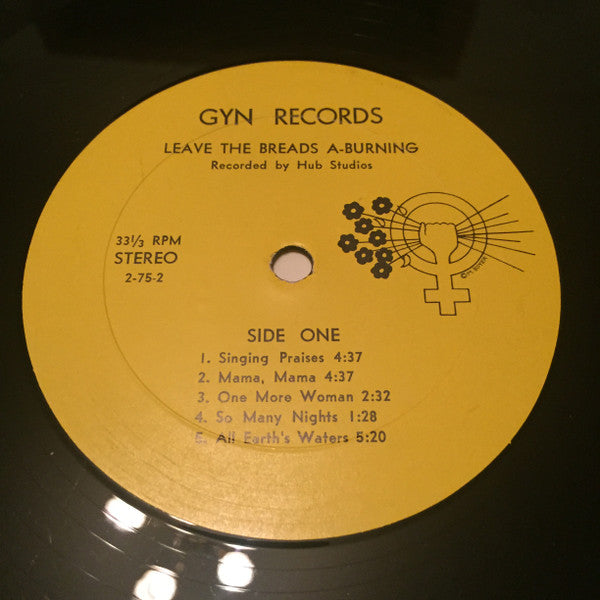 GYN RECORDS
LEAVE THE BREADS A-BURNING
Recorded by Hub Studios
33⅓ RPM
STEREO
2-75-2
SIDE ONE
1. Singing Praises 4:37
2. Mama, Mama 4:37
3. One More Woman 2:32
4. So Many Nights 1:28
5. All Earth's Waters 5:20